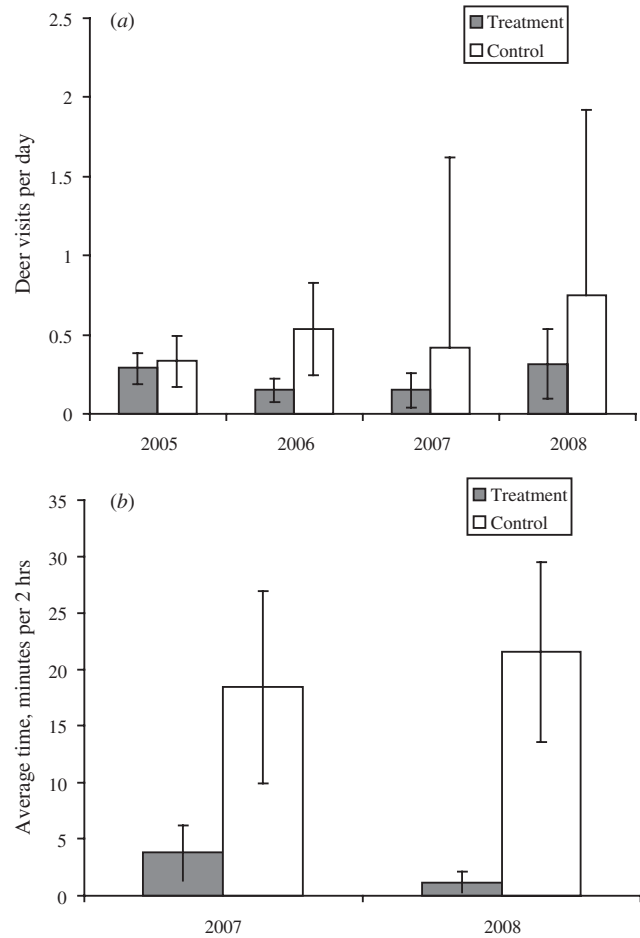 (a)
Treatment
Control
2.5
2
1.5
1
0.5
0
Deer visits per day
2005 2006 2007 2008
(b)
Treatment
Control
35
30
25
20
15
10
5
0
Average time, minutes per 2 hrs
2007 2008